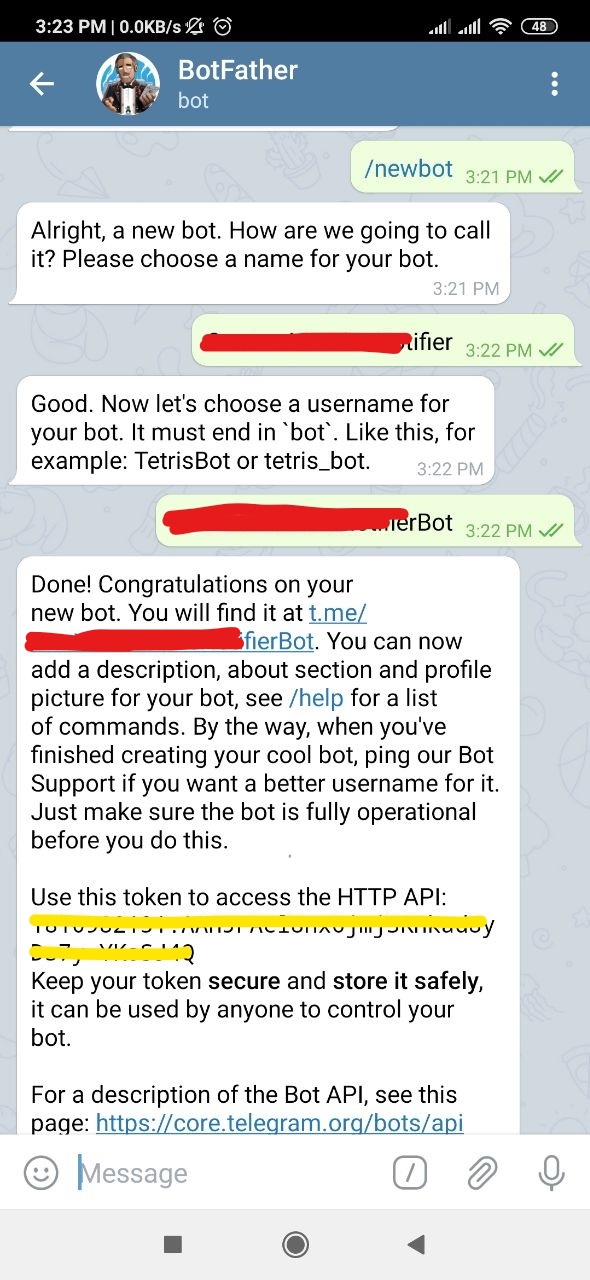 3:23 PM | 0.0KB/s
48
BotFather
bot
/newbot 3:21 PM
Alright, a new bot. How are we going to call
it? Please choose a name for your bot.
3:21 PM
3:22 PM
Good. Now let's choose a username for
your bot. It must end in `bot`. Like this, for
example: TetrisBot or tetris_bot. 3:22 PM
3:22 PM
Done! Congratulations on your
new bot. You will find it at t.me/
fierBot. You can now
add a description, about section and profile
picture for your bot, see /help for a list
of commands. By the way, when you've
finished creating your cool bot, ping our Bot
Support if you want a better username for it.
Just make sure the bot is fully operational
before you do this.
Use this token to access the HTTP API:
Keep your token secure and store it safely,
it can be used by anyone to control your
bot.
For a description of the Bot API, see this
page: https://core.telegram.org/bots/api
Message